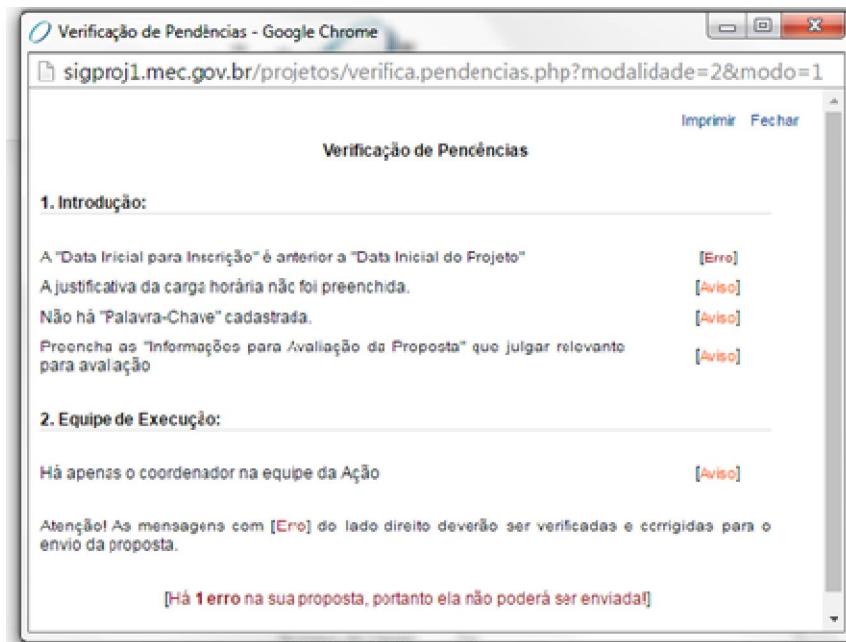 Verificação de Pendências - Google Chrome
sigproj1.mec.gov.br/projetos/verifica.pendencias.php?modalidade=2&modo=1
Imprimir Fechar
Verificação de Pendências
1. Introdução:
A "Data Inicial para Inscrição" é anterior a "Data Inicial do Projeto" [Erro]
A justificativa da carga horária não foi preenchida. [Aviso]
Não há "Palavra-Chave" cadastrada. [Aviso]
Preencha as "Informações para Avaliação da Proposta" que julgar relevante [Aviso]
para avaliação
2. Equipe de Execução:
Há apenas o coordenador na equipe da Ação [Aviso]
Atenção! As mensagens com [Erro] do lado direito deverão ser verificadas e corrigidas para o
envio da proposta.
[Há 1 erro na sua proposta, portanto ela não poderá ser enviada!]